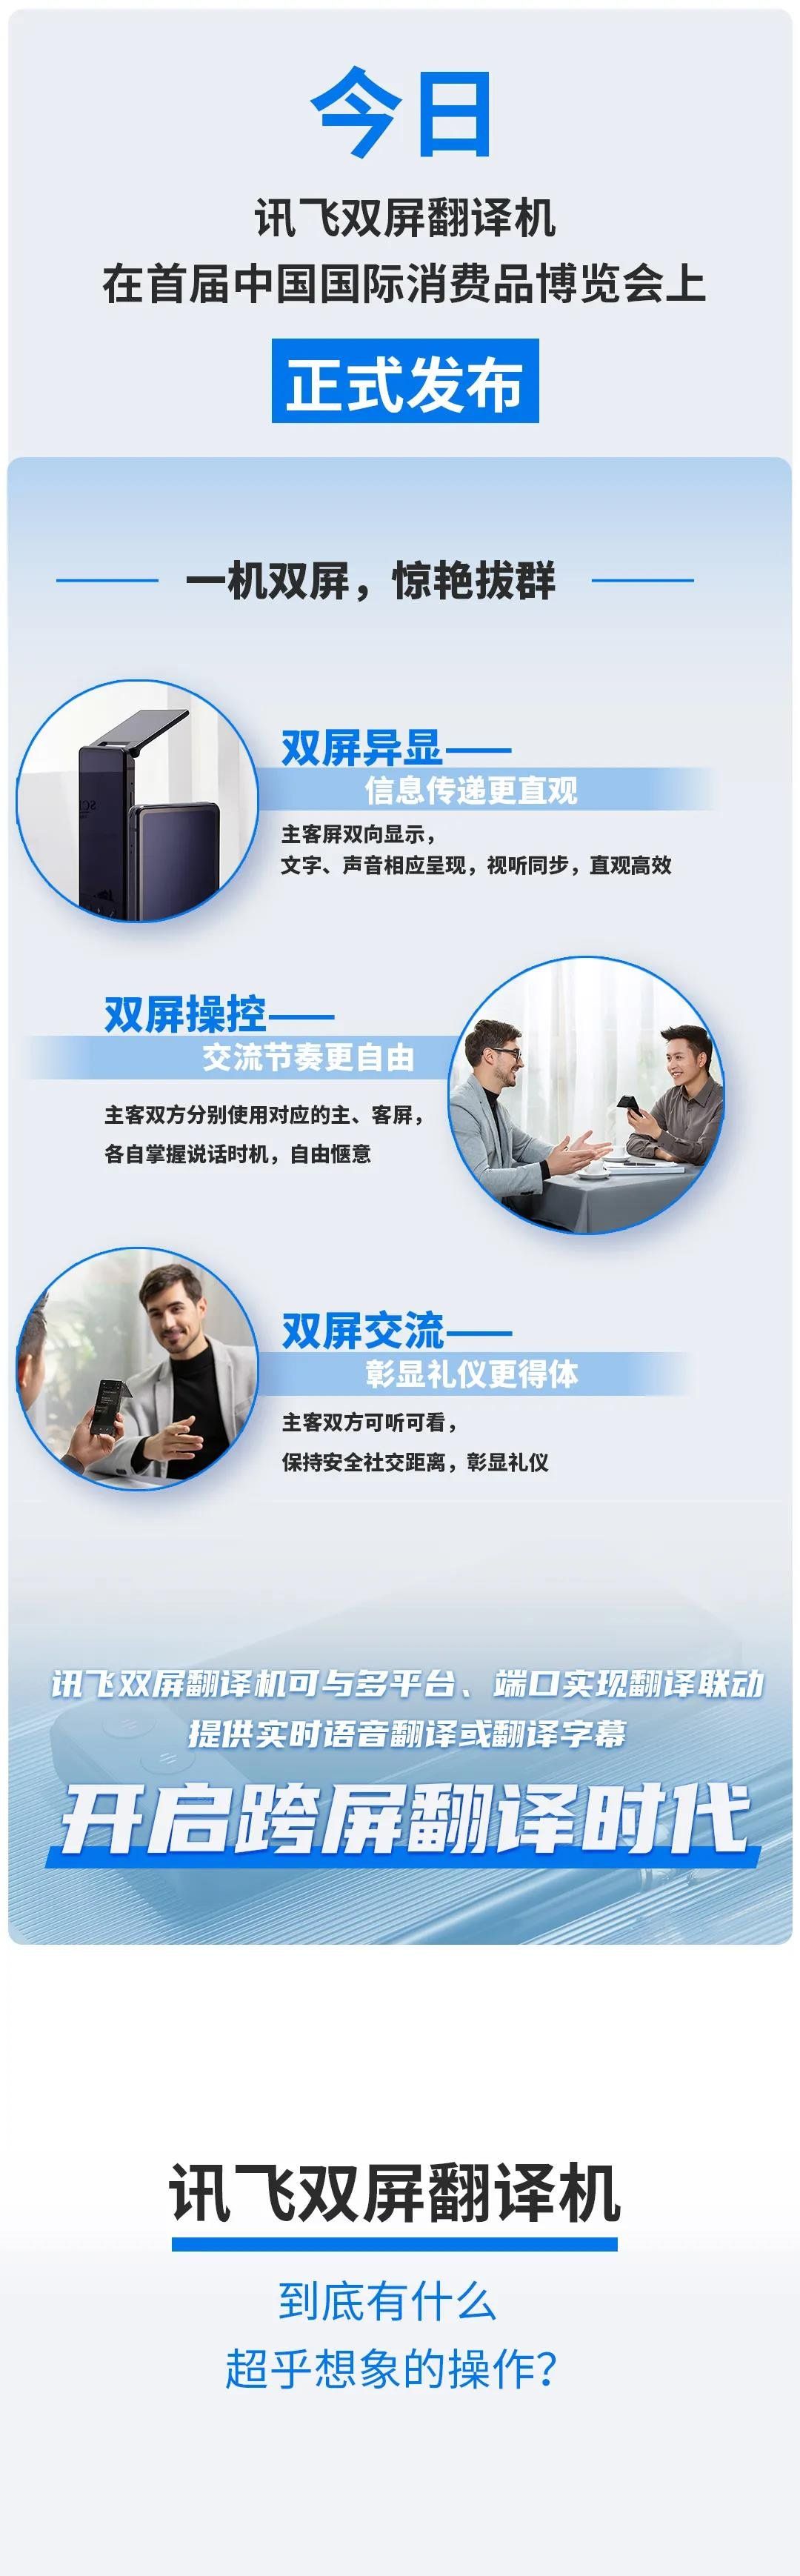 今日
讯飞双屏翻译机
在首届中国国际消费品博览会上
正式发布
一机双屏，惊艳拔群
双屏异显——
信息传递更直观
主客屏双向显示，
文字、声音相应呈现，视听同步，直观高效
双屏操控——
交流节奏更自由
主客双方分别使用对应的主、客屏，
各自掌握说话时机，自由惬意
双屏交流——
彰显礼仪更得体
主客双方可听可看，
保持安全社交距离，彰显礼仪
讯飞双屏翻译机可与多平台、端口实现翻译联动
提供实时语音翻译或翻译字幕
开启跨屏翻译时代
讯飞双屏翻译机
到底有什么
超乎想象的操作？